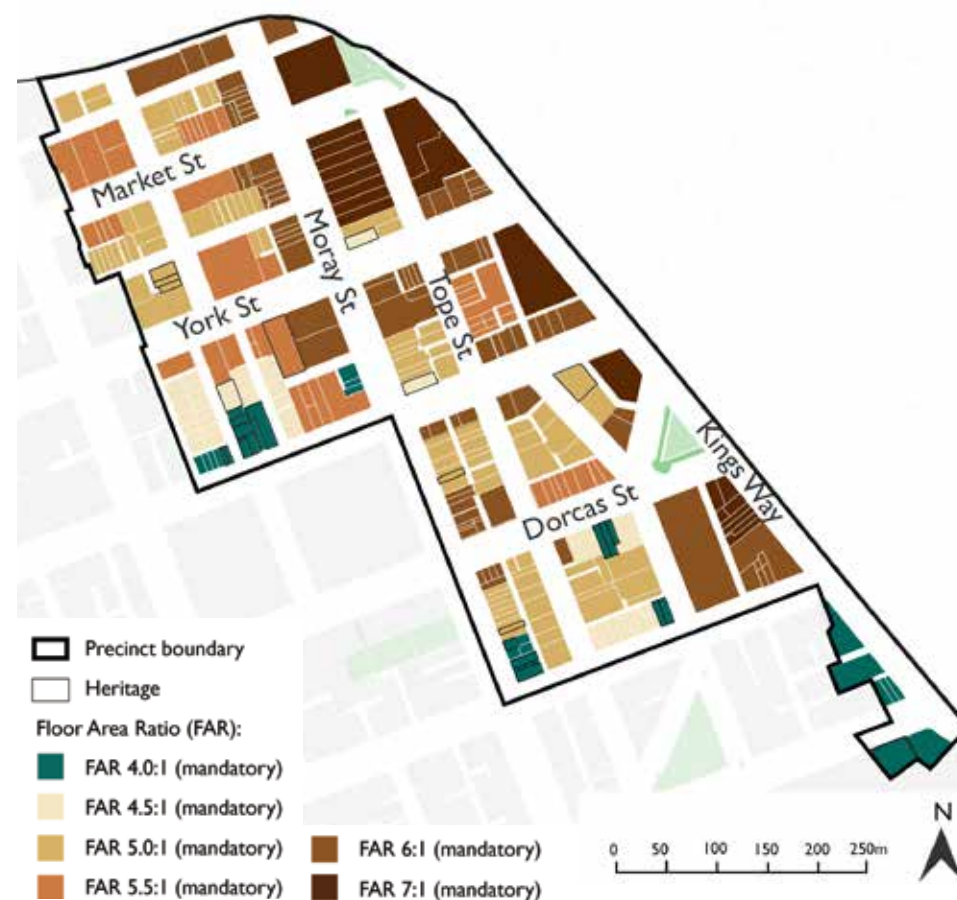 Market St
Moray St
York St
Tope St
Kings Way
Dorcas St
Precinct boundary
Heritage
Floor Area Ratio (FAR):
FAR 4.0:1 (mandatory)
FAR 4.5:1 (mandatory)
FAR 5.0:1 (mandatory)
FAR 5.5:1 (mandatory)
FAR 6:1 (mandatory)
FAR 7:1 (mandatory)
0 50 100 150 200 250m
N